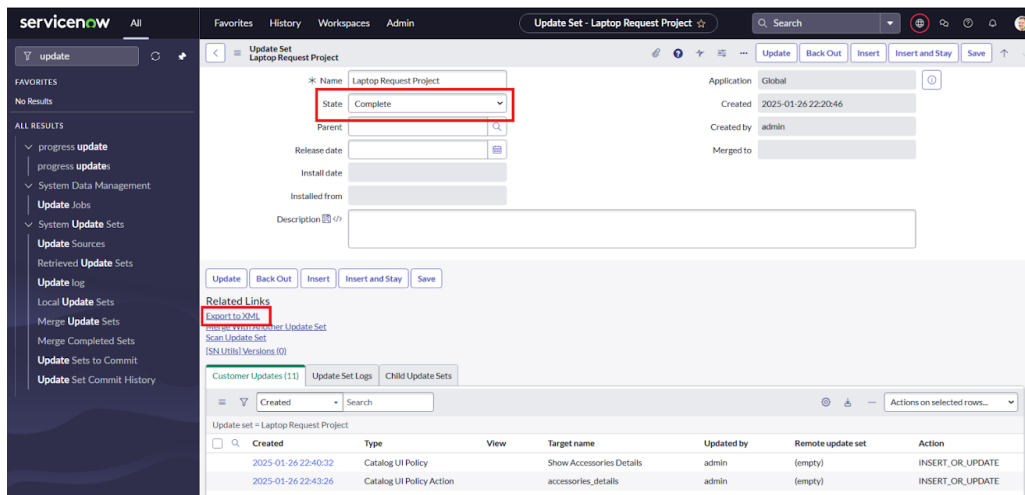 servicenow All Favorites History Workspaces Admin Update Set - Laptop Request Project Search
update
FAVORITES
No Results
ALL RESULTS
progress update
progress updates
System Data Management
Update Jobs
System Update Sets
Update Sources
Retrieved Update Sets
Update log
Local Update Sets
Merge Update Sets
Merge Completed Sets
Update Sets to Commit
Update Set Commit History
Update Set
Laptop Request Project
Update Back Out Insert Insert and Stay Save
Name Laptop Request Project
State Complete
Parent
Release date
Install date
Installed from
Description
Application Global
Created 2025-01-26 22:20:46
Created by admin
Merged to
Update Back Out Insert Insert and Stay Save
Related Links
Export to XML
Merge With Another Update Set
Scan Update Set
[SN Utils] Versions (0)
Customer Updates (11) Update Set Logs Child Update Sets
Created Search Actions on selected rows...
Update set = Laptop Request Project
Created Type View Target name Updated by Remote update set Action
2025-01-26 22:40:32 Catalog UI Policy Show Accessories Details admin (empty) INSERT_OR_UPDATE
2025-01-26 22:43:26 Catalog UI Policy Action accessories_details admin (empty) INSERT_OR_UPDATE